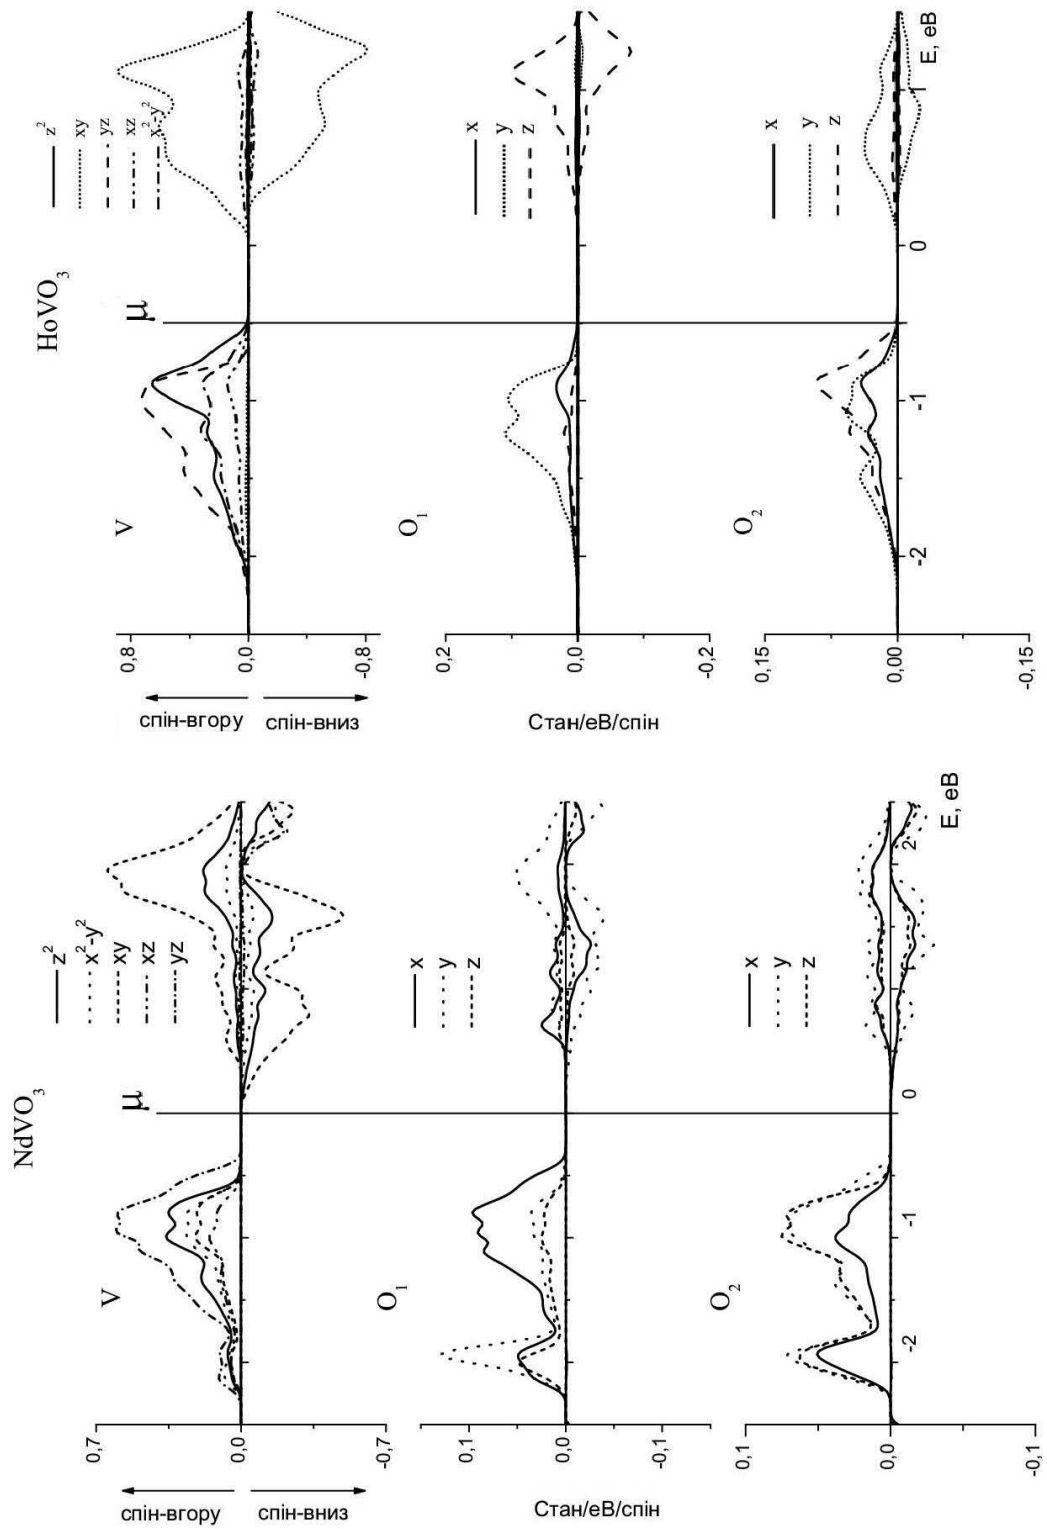 NdVO₃
V
μ
z²
x²-y²
xy
xz
yz
0,7
0,0
-0,7
спін-вгору
спін-вниз
O₁
x
y
z
0,1
0,0
-0,1
Стан/еВ/спін
O₂
x
y
z
0,1
0,0
-0,1
-2
-1
0
1
2
E, еВ
HoVO₃
V
μ
z²
xy
yz
xz
x²-y²
0,8
0,0
-0,8
спін-вгору
спін-вниз
O₁
x
y
z
0,2
0,0
-0,2
Стан/еВ/спін
O₂
x
y
z
0,15
0,00
-0,15
-2
-1
0
1
E, еВ